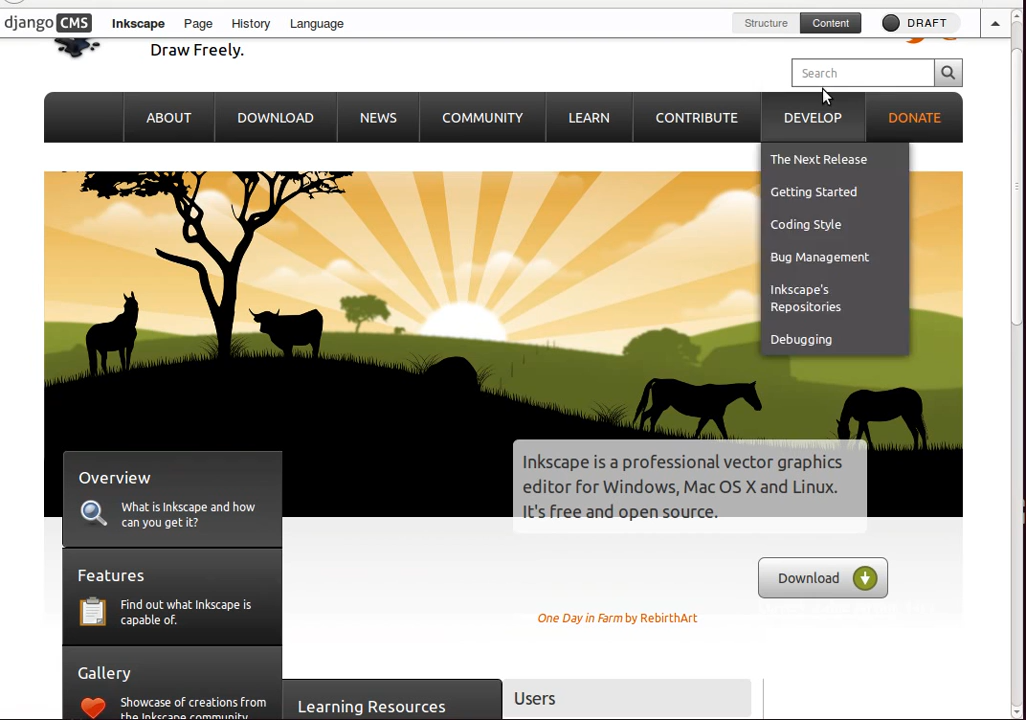 django CMS Inkscape Page History Language Structure Content DRAFT
Draw Freely.
Search
ABOUT DOWNLOAD NEWS COMMUNITY LEARN CONTRIBUTE DEVELOP DONATE
The Next Release
Getting Started
Coding Style
Bug Management
Inkscape's
Repositories
Debugging
Inkscape is a professional vector graphics
editor for Windows, Mac OS X and Linux.
It's free and open source.
Download
One Day in Farm by RebirthArt
Overview
What is Inkscape and how
can you get it?
Features
Find out what Inkscape is
capable of.
Gallery
Showcase of creations from
the Inkscape community.
Learning Resources
Users